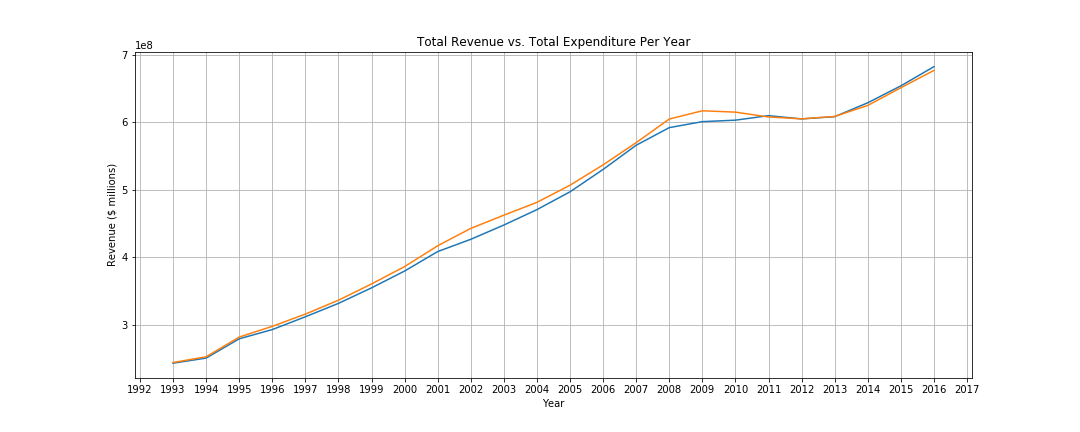 Total Revenue vs. Total Expenditure Per Year
1e8
7
6
5
4
3
Revenue ($ millions)
1992 1993 1994 1995 1996 1997 1998 1999 2000 2001 2002 2003 2004 2005 2006 2007 2008 2009 2010 2011 2012 2013 2014 2015 2016 2017
Year